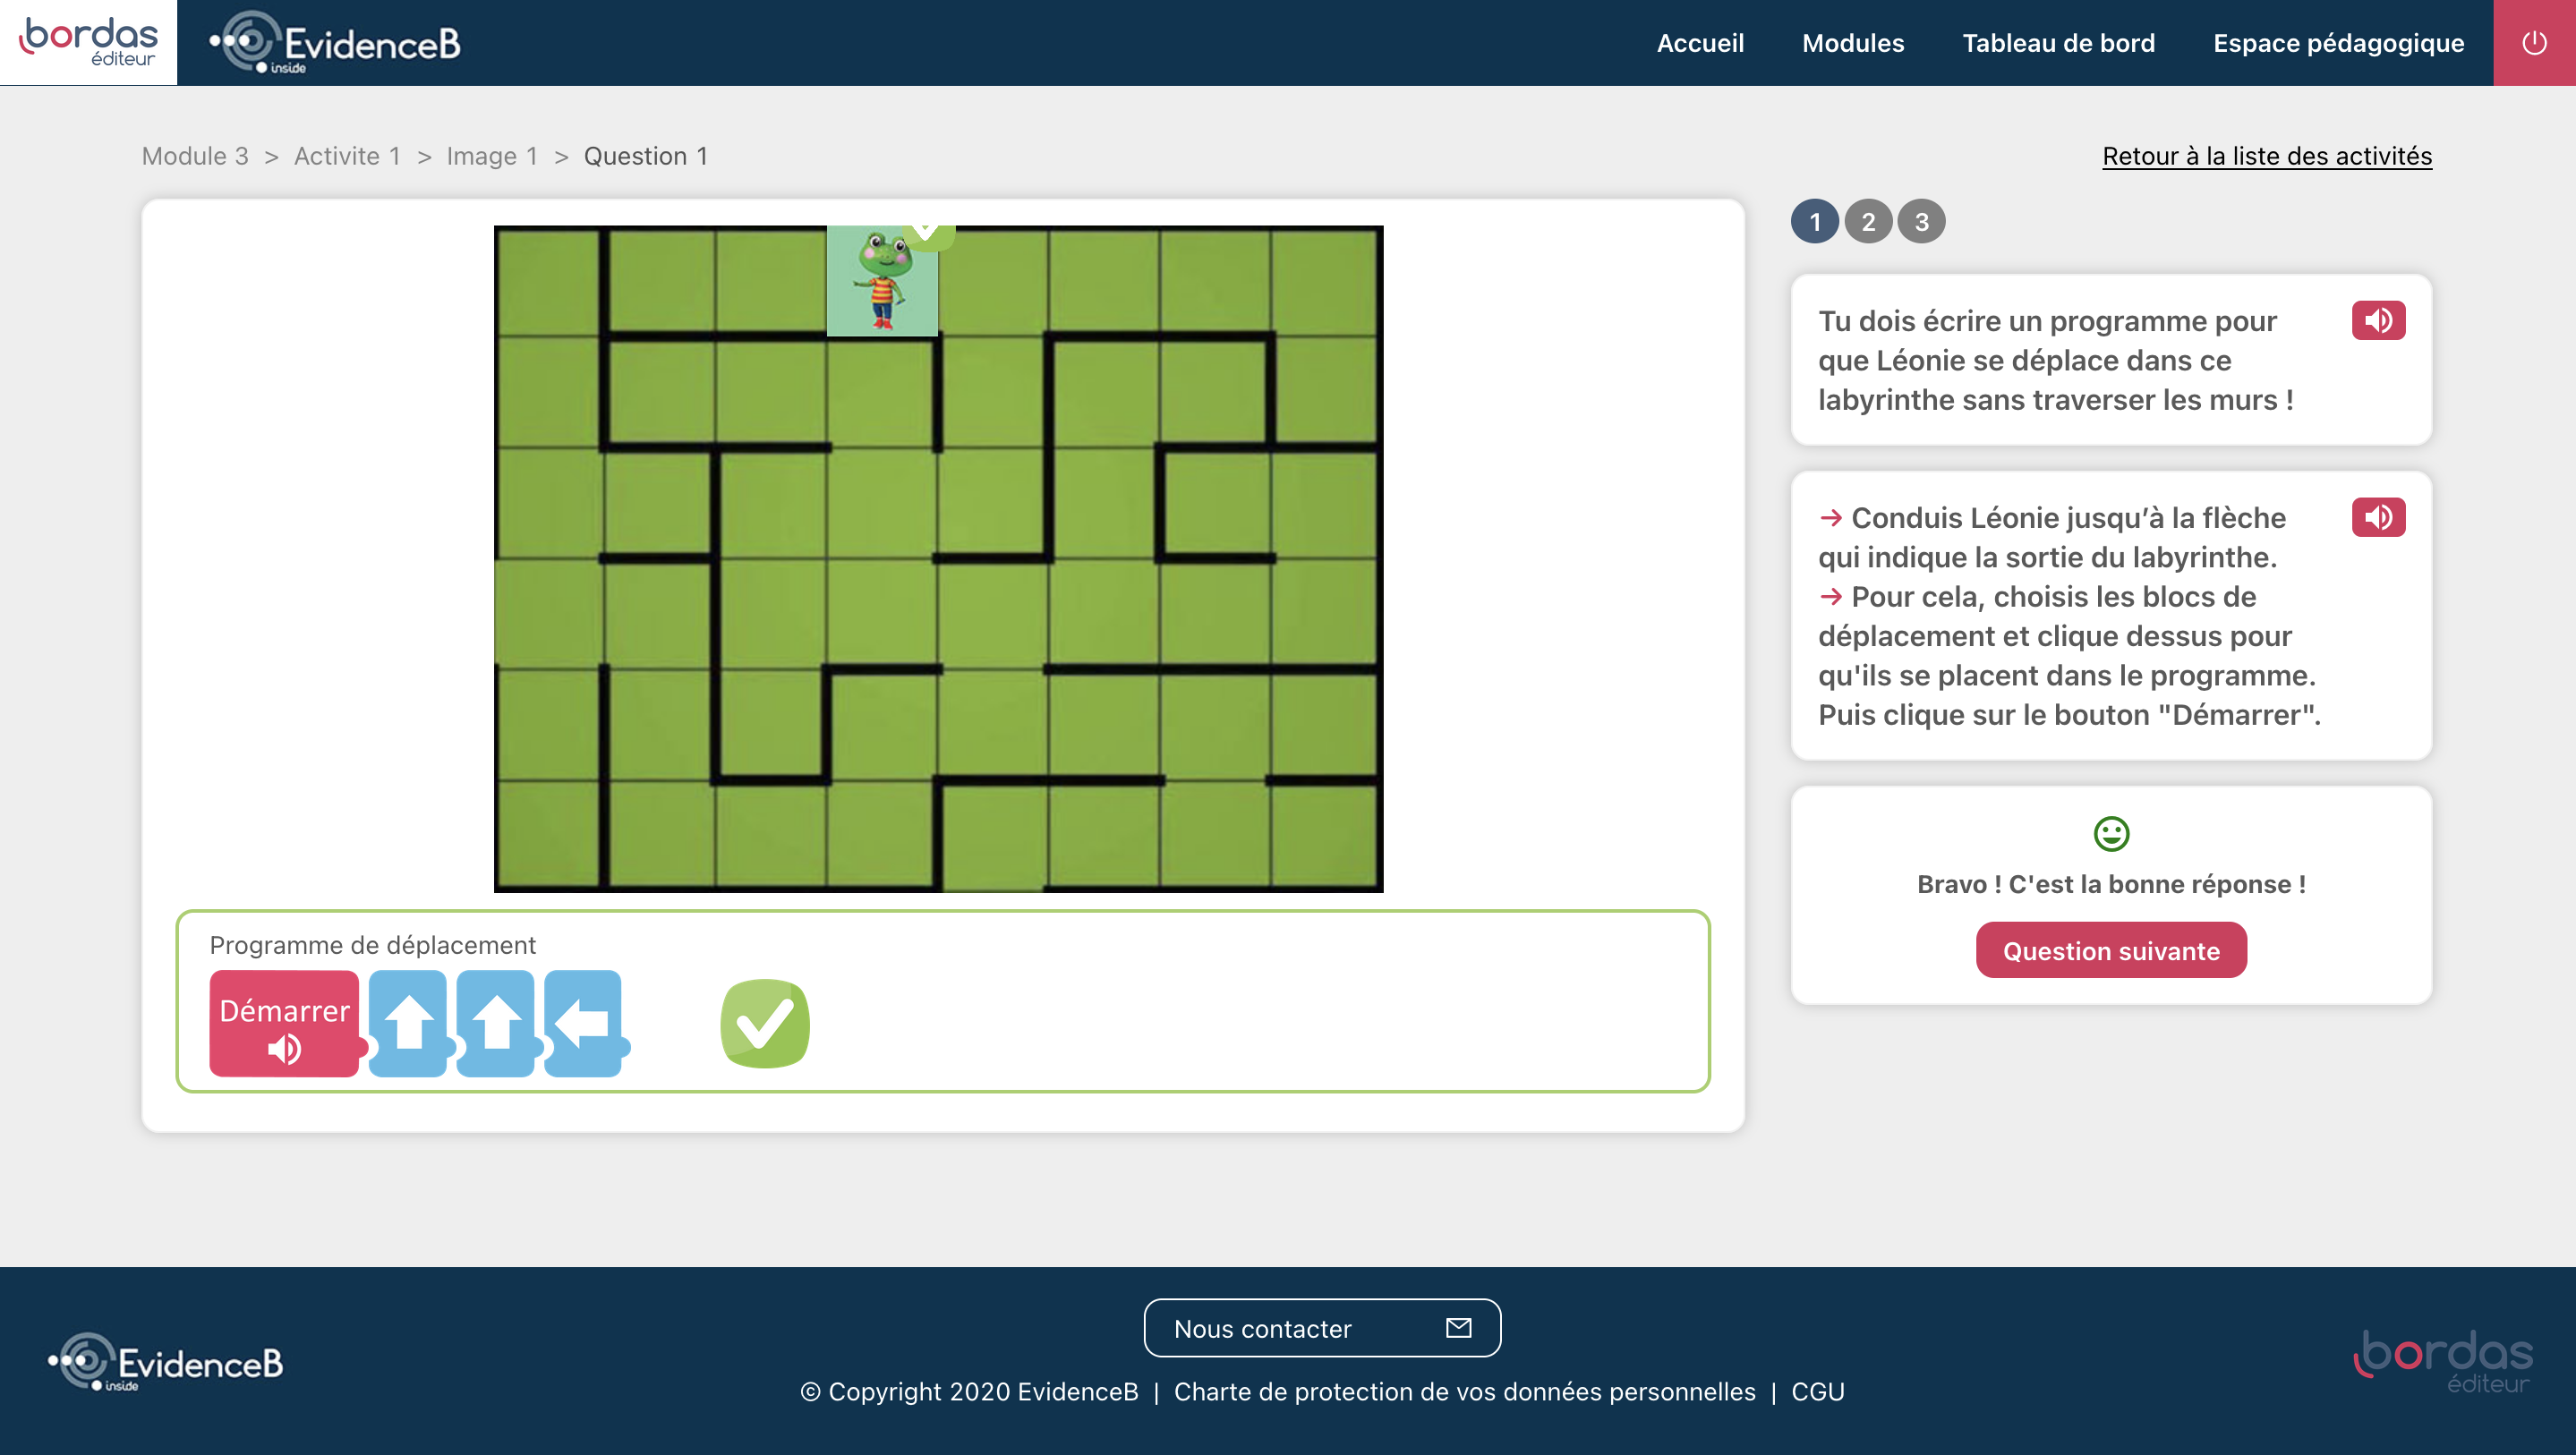 bordas
éditeur
EvidenceB
inside
Accueil
Modules
Tableau de bord
Espace pédagogique
Module 3 > Activite 1 > Image 1 > Question 1
Retour à la liste des activités
1 2 3
Tu dois écrire un programme pour
que Léonie se déplace dans ce
labyrinthe sans traverser les murs !
→ Conduis Léonie jusqu’à la flèche
qui indique la sortie du labyrinthe.
→ Pour cela, choisis les blocs de
déplacement et clique dessus pour
qu'ils se placent dans le programme.
Puis clique sur le bouton "Démarrer".
Bravo ! C'est la bonne réponse !
Question suivante
Programme de déplacement
Démarrer
EvidenceB
inside
Nous contacter
© Copyright 2020 EvidenceB | Charte de protection de vos données personnelles | CGU
bordas
éditeur